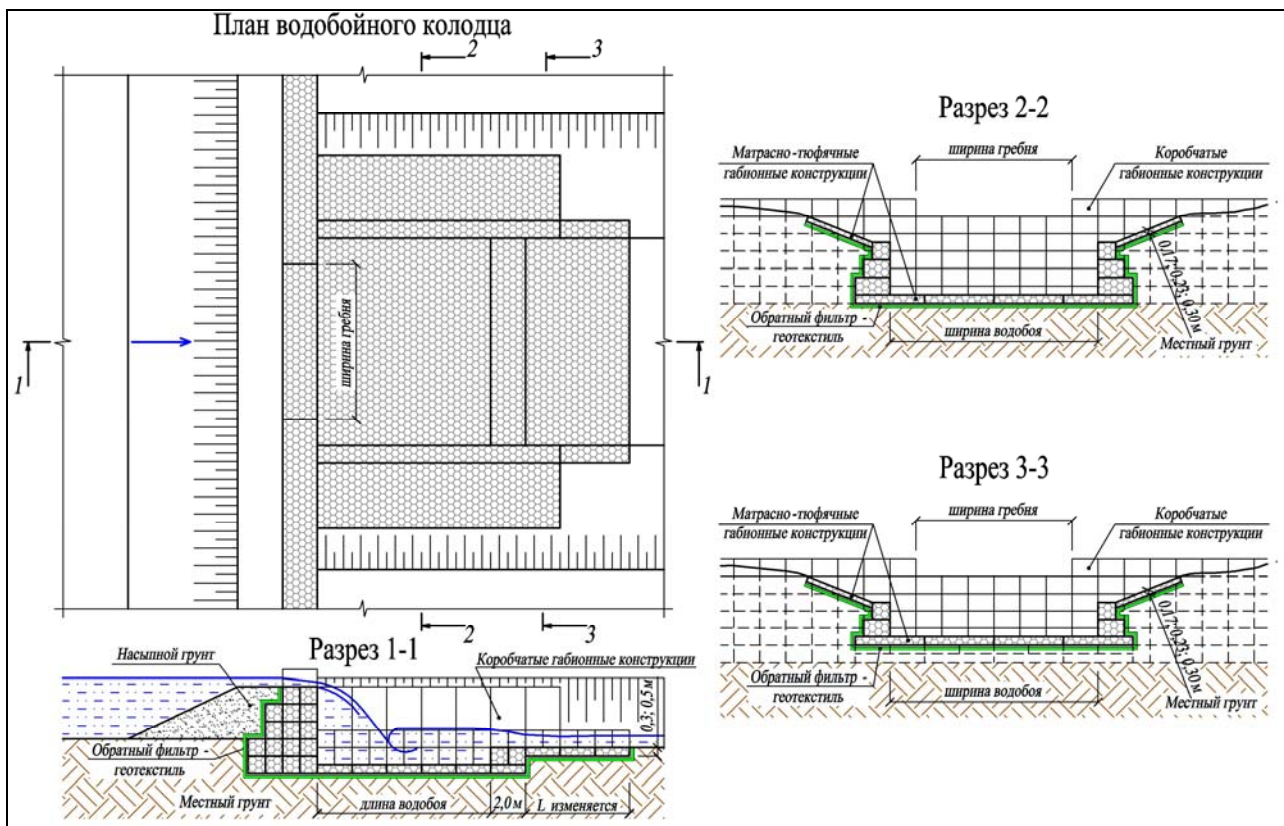 План водобойного колодца
2
3
ширина гребня
1
1
2
3
Разрез 1-1
Насыпной грунт
Коробчатые габионные конструкции
0,3; 0,5 м
Обратный фильтр -
геотекстиль
Местный грунт
длина водобоя
2,0 м
L изменяется
Разрез 2-2
Матрасно-тюфячные
габионные конструкции
ширина гребня
Коробчатые
габионные конструкции
0,17; 0,23; 0,30 м
Обратный фильтр -
геотекстиль
ширина водобоя
Местный грунт
Разрез 3-3
Матрасно-тюфячные
габионные конструкции
ширина гребня
Коробчатые
габионные конструкции
0,17; 0,23; 0,30 м
Обратный фильтр -
геотекстиль
ширина водобоя
Местный грунт